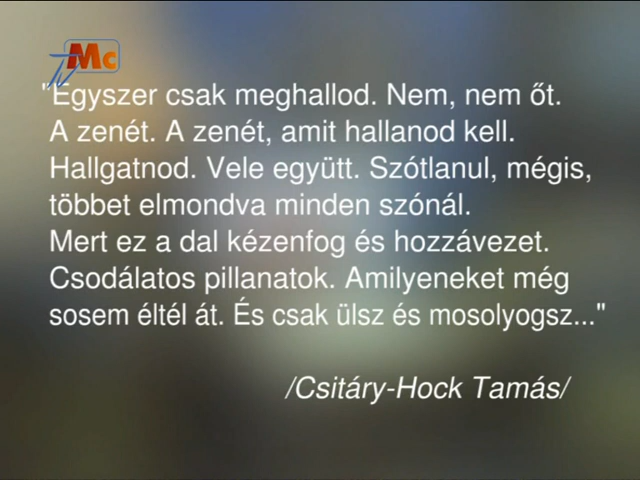 TV Mc
"Egyszer csak meghallod. Nem, nem őt.
A zenét. A zenét, amit hallanod kell.
Hallgatnod. Vele együtt. Szótlanul, mégis,
többet elmondva minden szónál.
Mert ez a dal kézenfog és hozzávezet.
Csodálatos pillanatok. Amilyeneket még
sosem éltél át. És csak ülsz és mosolyogsz..."
/Csitáry-Hock Tamás/